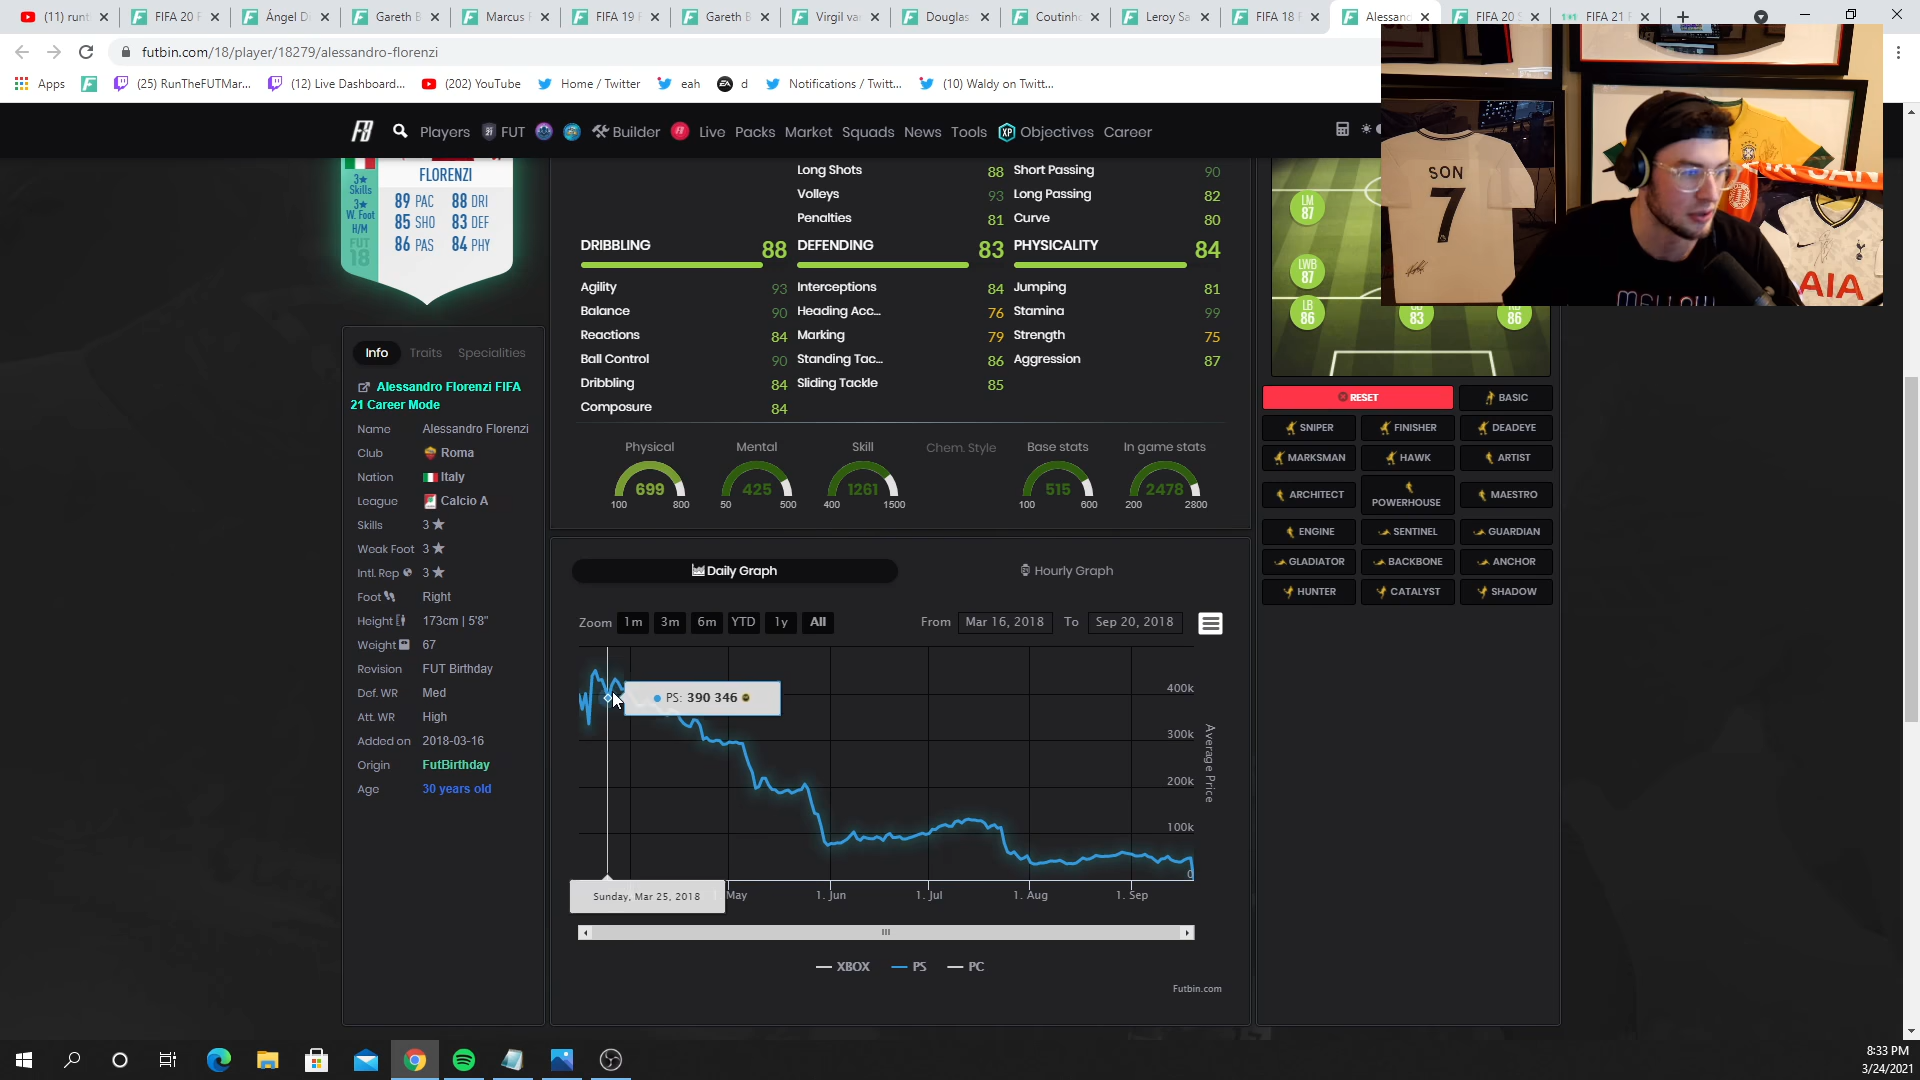 (11) runt
FIFA 20 F
Ángel D
Gareth B
Marcus F
FIFA 19 F
Gareth B
Virgil va
Douglas
Coutinh
Leroy Sa
FIFA 18 F
Alessan
FIFA 20 S
FIFA 21 F
futbin.com/18/player/18279/alessandro-florenzi
Apps
(25) RunTheFUTMar...
(12) Live Dashboard...
(202) YouTube
Home / Twitter
eah
d
Notifications / Twitt...
(10) Waldy on Twitt...
Players
FUT
Builder
Live
Packs
Market
Squads
News
Tools
XP Objectives
Career
FLORENZI
3★
Skills
3★
W. Foot
H/M
FUT
18
89 PAC 88 DRI
85 SHO 83 DEF
86 PAS 84 PHY
Long Shots 88
Volleys 93
Penalties 81
Short Passing 90
Long Passing 82
Curve 80
DRIBBLING 88
Agility 93
Balance 90
Reactions 84
Ball Control 90
Dribbling 84
Composure 84
DEFENDING 83
Interceptions 84
Heading Acc... 76
Marking 79
Standing Tac... 86
Sliding Tackle 85
PHYSICALITY 84
Jumping 81
Stamina 99
Strength 75
Aggression 87
Physical
699
100 800
Mental
425
50 500
Skill
1261
400 1500
Chem. Style
Base stats
515
100 600
In game stats
2478
200 2800
Info Traits Specialities
Alessandro Florenzi FIFA
21 Career Mode
Name Alessandro Florenzi
Club Roma
Nation Italy
League Calcio A
Skills 3★
Weak Foot 3★
Intl. Rep 3★
Foot Right
Height 173cm | 5'8"
Weight 67
Revision FUT Birthday
Def. WR Med
Att. WR High
Added on 2018-03-16
Origin FutBirthday
Age 30 years old
Daily Graph
Hourly Graph
Zoom 1m 3m 6m YTD 1y All
From Mar 16, 2018 To Sep 20, 2018
PS: 390 346
400k
300k
200k
100k
0
Average Price
Sunday, Mar 25, 2018
May
1. Jun
1. Jul
1. Aug
1. Sep
XBOX
PS
PC
Futbin.com
LM
87
LWB
87
LB
86
83
86
RESET
BASIC
SNIPER
FINISHER
DEADEYE
MARKSMAN
HAWK
ARTIST
ARCHITECT
POWERHOUSE
MAESTRO
ENGINE
SENTINEL
GUARDIAN
GLADIATOR
BACKBONE
ANCHOR
HUNTER
CATALYST
SHADOW
SON
7
AIA
MELLOW
8:33 PM
3/24/2021